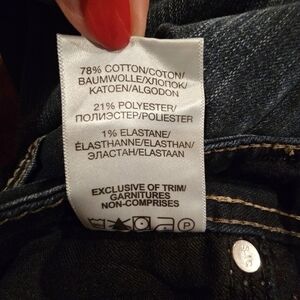 78% COTTON/COTON/
BAUMWOLLE/ХЛОПОК/
KATOEN/ALGODON
21% POLYESTER/
ПОЛИЭСТЕР/POLIESTER
1% ELASTANE/
ÉLASTHANNE/ELASTHAN/
ЭЛАСТАН/ELASTAAN
EXCLUSIVE OF TRIM/
GARNITURES
NON-COMPRISES
P